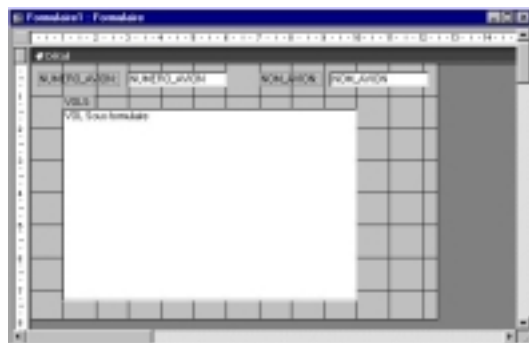 Formulaire1 : Formulaire
Détail
NUMERO_AVION NUMERO_AVION NOM_AVION NOM_AVION
VOLS
VOL Sous-formulaire